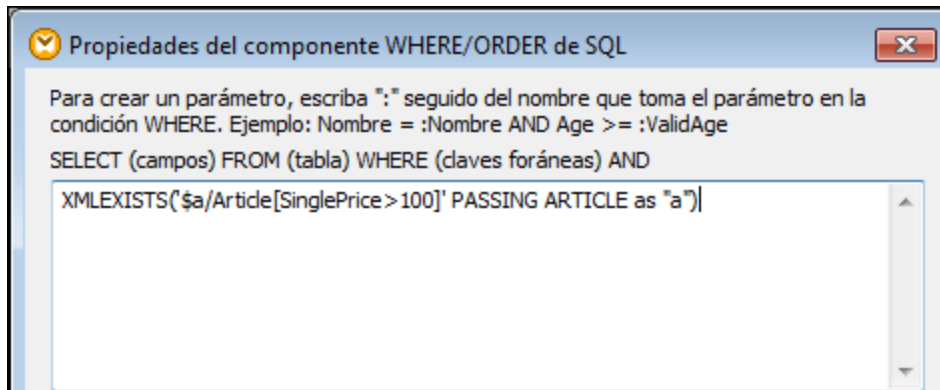 Propiedades del componente WHERE/ORDER de SQL
Para crear un parámetro, escriba ":" seguido del nombre que toma el parámetro en la
condición WHERE. Ejemplo: Nombre = :Nombre AND Age >= :ValidAge
SELECT (campos) FROM (tabla) WHERE (claves foráneas) AND
XMLEXISTS('$a/Article[SinglePrice>100]' PASSING ARTICLE as "a")